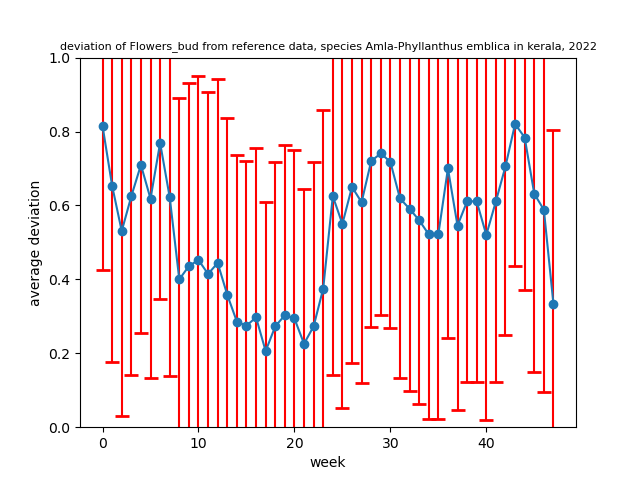 deviation of Flowers_bud from reference data, species Amla-Phyllanthus emblica in kerala, 2022
1.0
0.8
0.6
0.4
0.2
0.0
average deviation
0 10 20 30 40
week